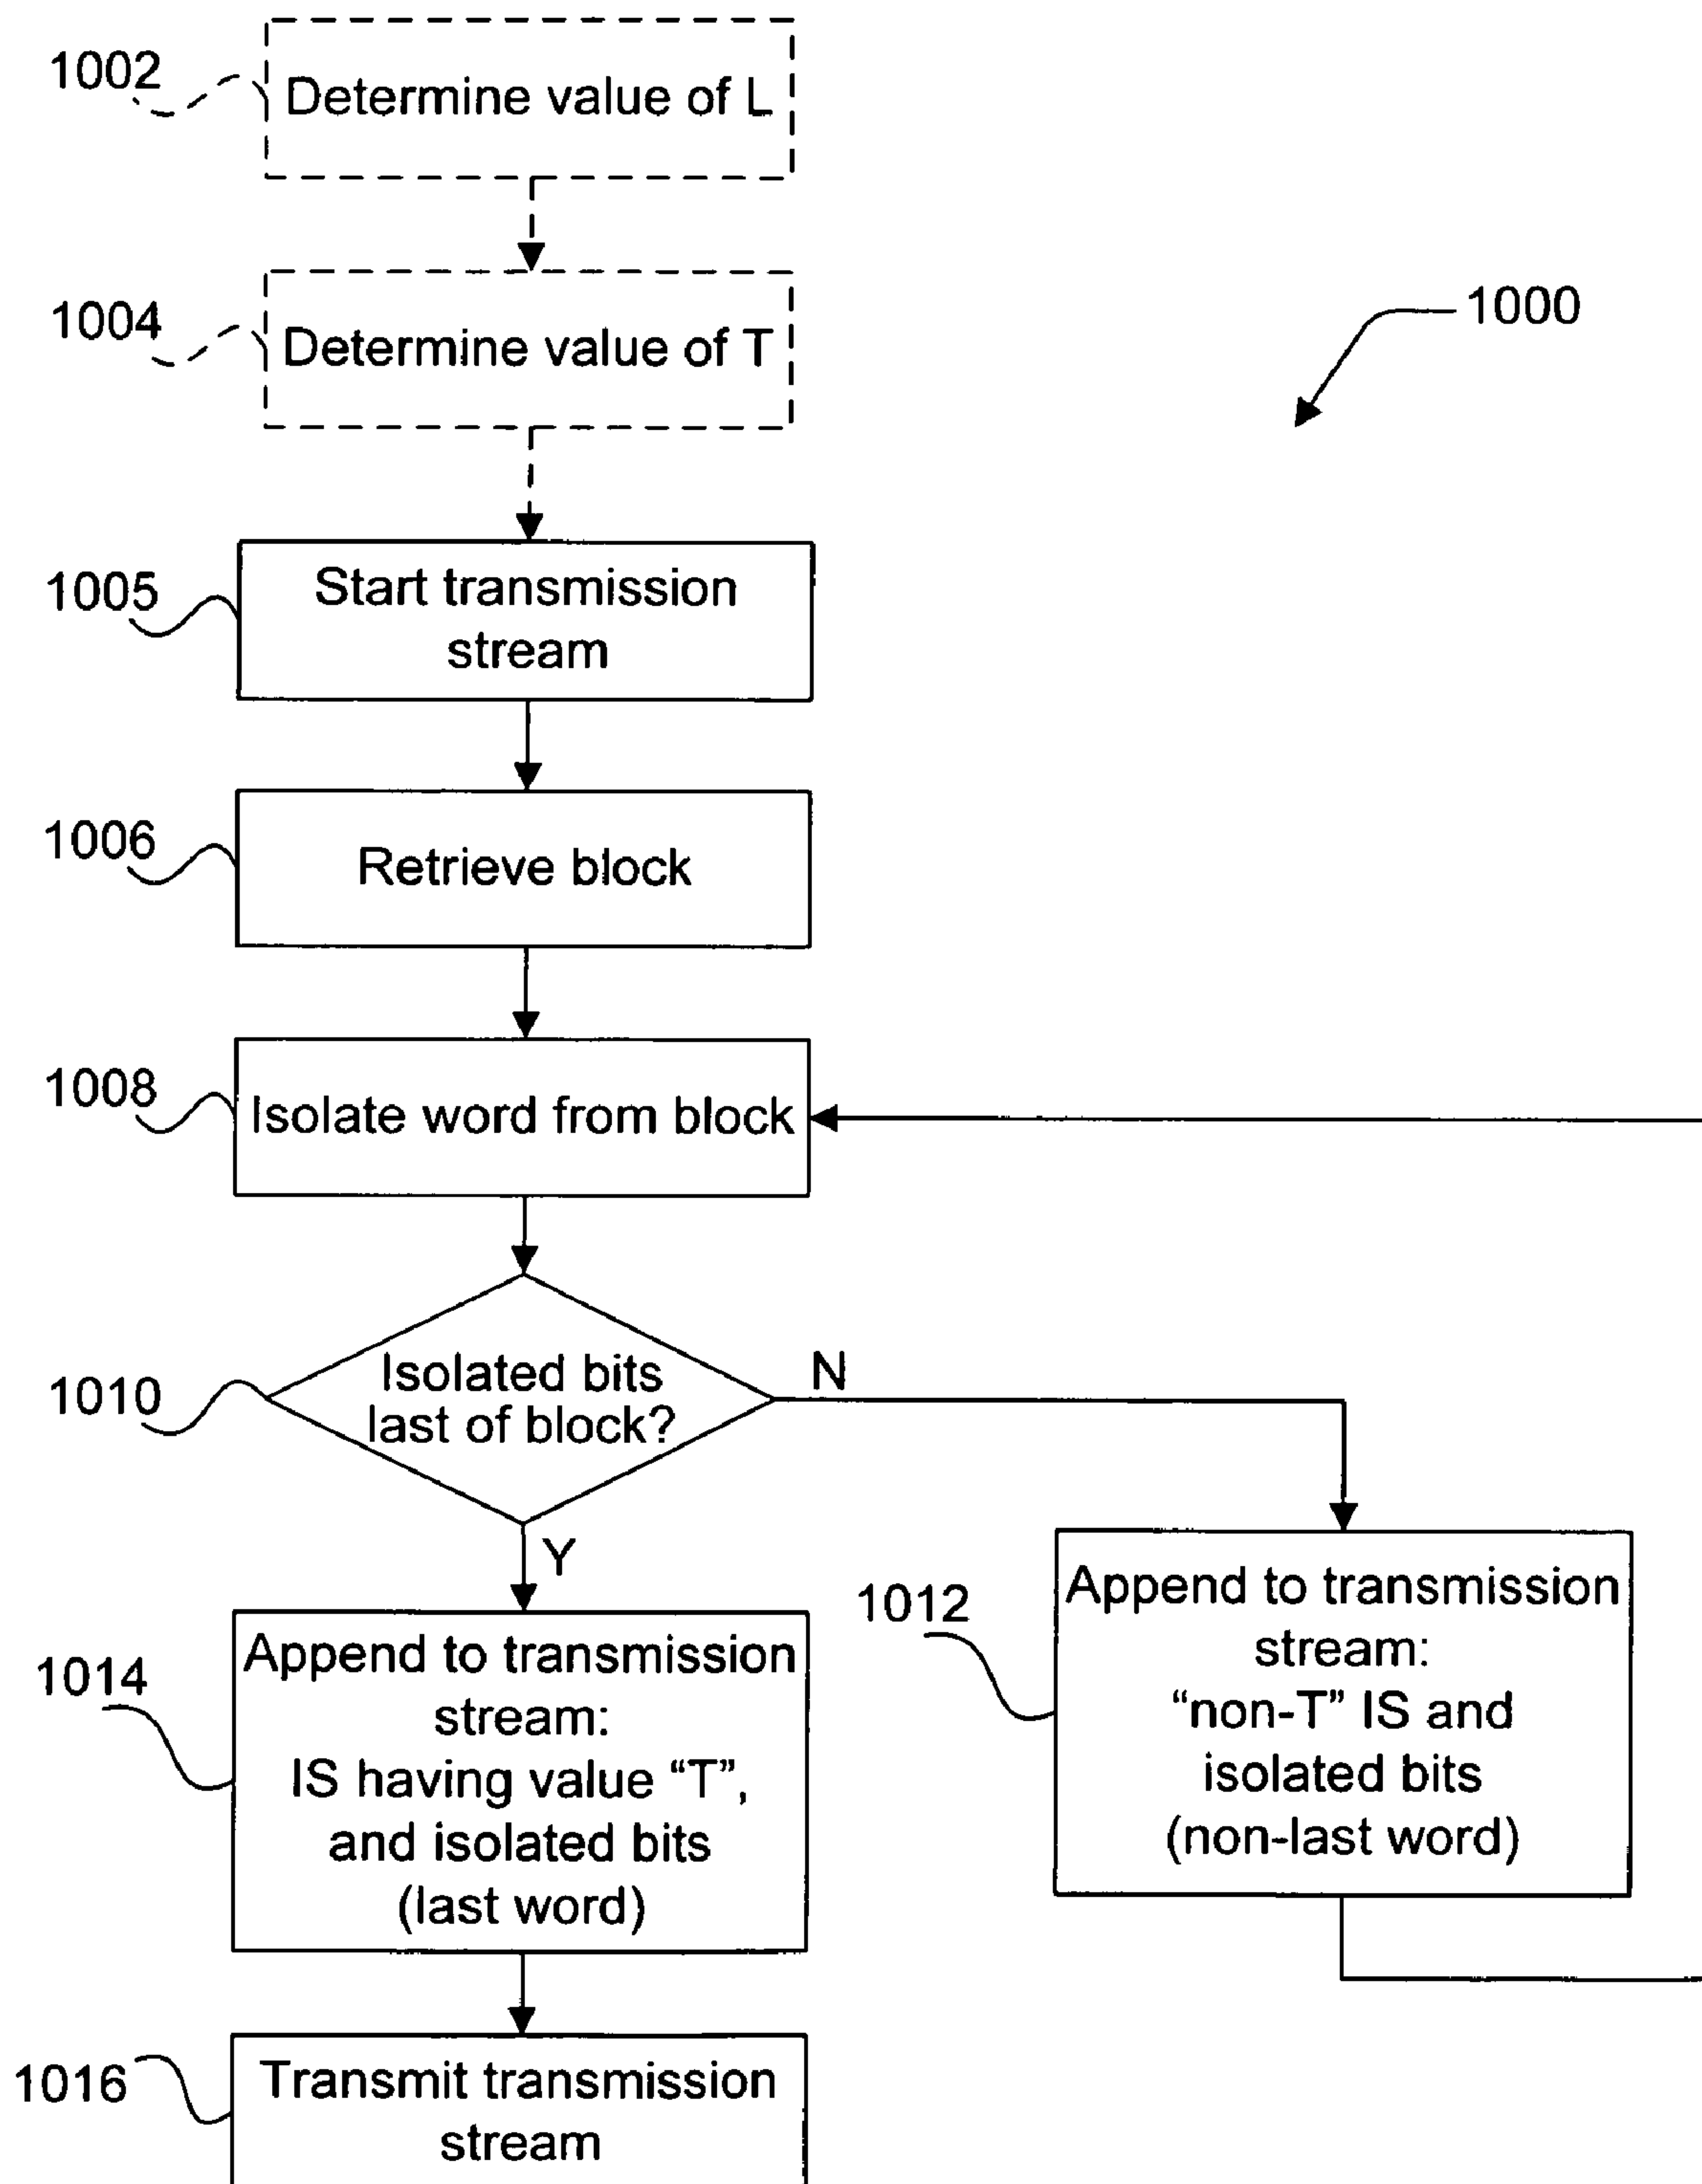 1002
Determine value of L
1004
Determine value of T
1000
1005
Start transmission
stream
1006
Retrieve block
1008
Isolate word from block
1010
Isolated bits
last of block?
N
Y
1012
Append to transmission
stream:
“non-T” IS and
isolated bits
(non-last word)
1014
Append to transmission
stream:
IS having value “T”,
and isolated bits
(last word)
1016
Transmit transmission
stream